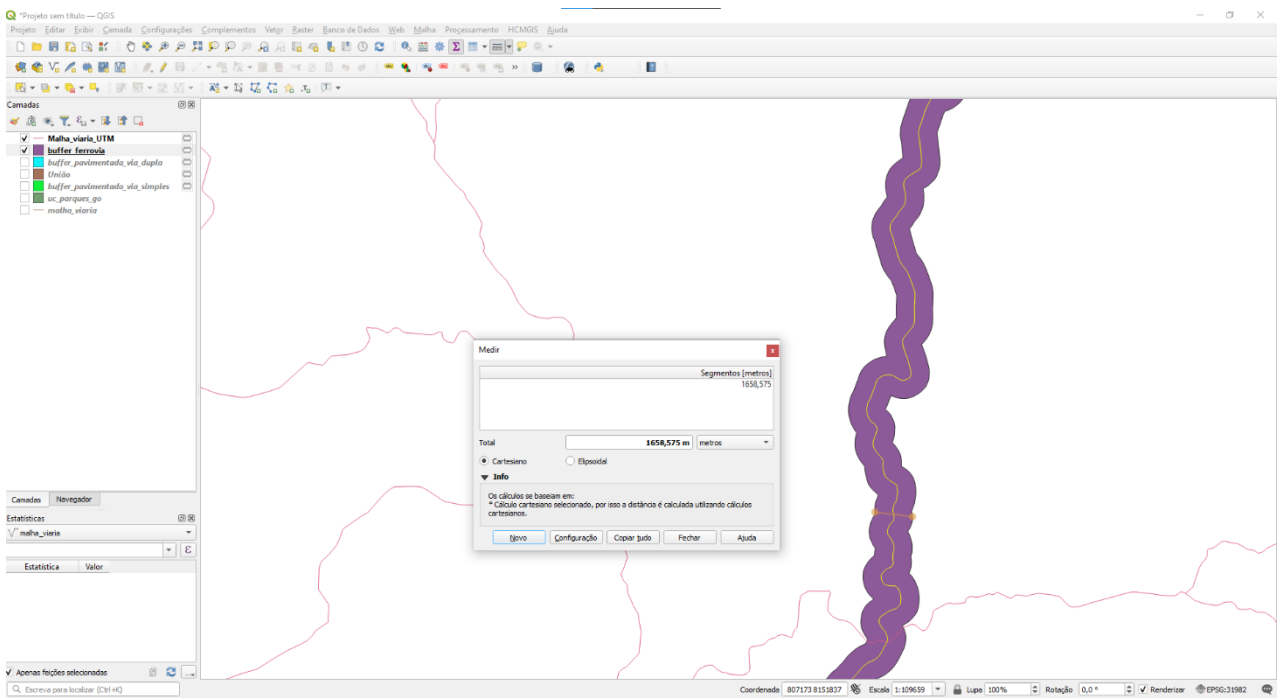 *Projeto sem título — QGIS
Projeto Editar Exibir Camada Configurações Complementos Vetor Raster Banco de Dados Web Malha Processamento HCMGIS Ajuda
Camadas
Malha_viaria_UTM
buffer_ferrovia
buffer_pavimentada_via_dupla
União
buffer_pavimentada_via_simples
uc_parques_go
malha_viaria
Medir
Segmentos [metros]
1658,575
Total 1658,575 m metros
Cartesiano Elipsoidal
Info
Os cálculos se baseiam em:
* Cálculo cartesiano selecionado, por isso a distância é calculada utilizando cálculos
cartesianos.
Novo Configuração Copiar tudo Fechar Ajuda
Camadas Navegador
Estatísticas
malha_viaria
ε
Estatística Valor
Apenas feições selecionadas
Escreva para localizar (Ctrl+K)
Coordenada 807173 8151837 Escala 1:109659 Lupa 100% Rotação 0,0 ° Renderizar EPSG:31982